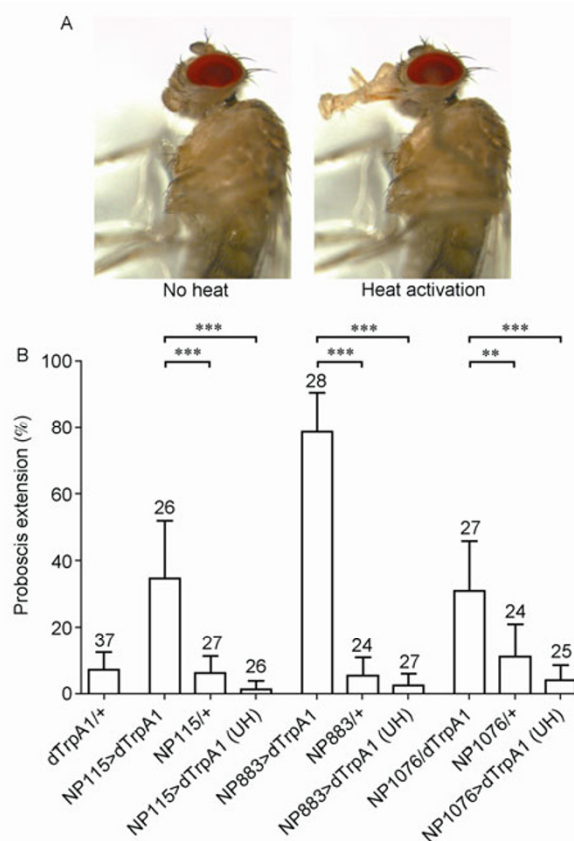 A
No heat
Heat activation
B
***
***
***
***
**
***
Proboscis extension (%)
100
80
60
40
20
0
37
26
27
26
28
24
27
27
24
25
dTrpA1/+
NP115>dTrpA1
NP115/+
NP115>dTrpA1 (UH)
NP883>dTrpA1
NP883/+
NP883>dTrpA1 (UH)
NP1076/dTrpA1
NP1076/+
NP1076>dTrpA1 (UH)